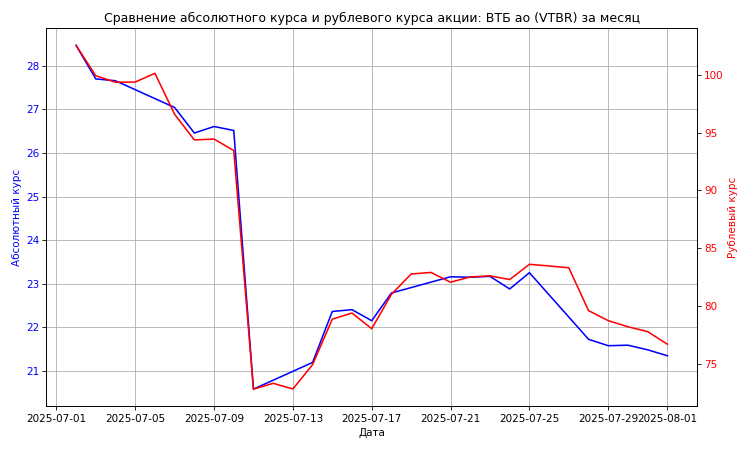 Сравнение абсолютного курса и рублевого курса акции: ВТБ ао (VTBR) за месяц
28
27
26
25
24
23
22
21
Абсолютный курс
100
95
90
85
80
75
Рублевый курс
2025-07-01 2025-07-05 2025-07-09 2025-07-13 2025-07-17 2025-07-21 2025-07-25 2025-07-29 2025-08-01
Дата